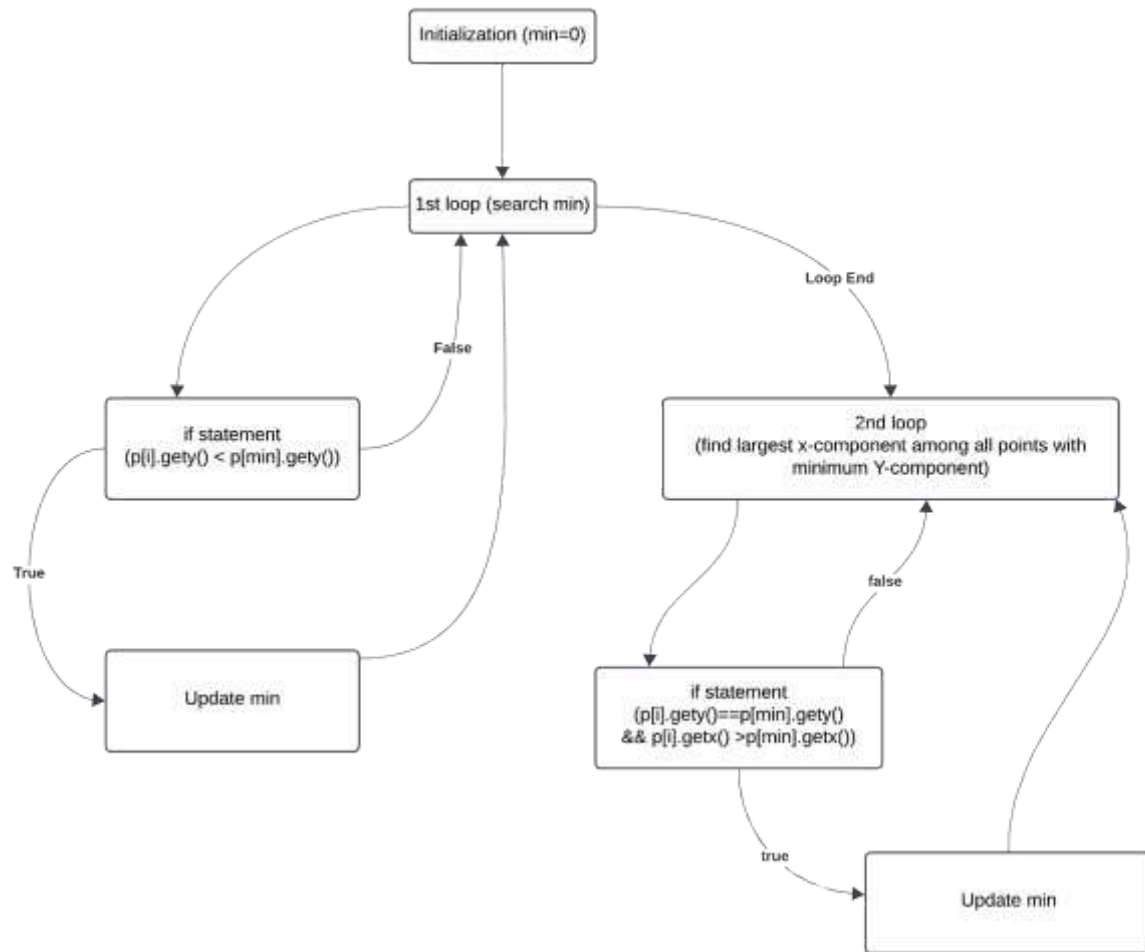 Initialization (min=0)
1st loop (search min)
Loop End
False
if statement
(p[i].gety() < p[min].gety())
2nd loop
(find largest x-component among all points with
minimum Y-component)
True
false
Update min
if statement
(p[i].gety()==p[min].gety()
&& p[i].getx() >p[min].getx())
true
Update min